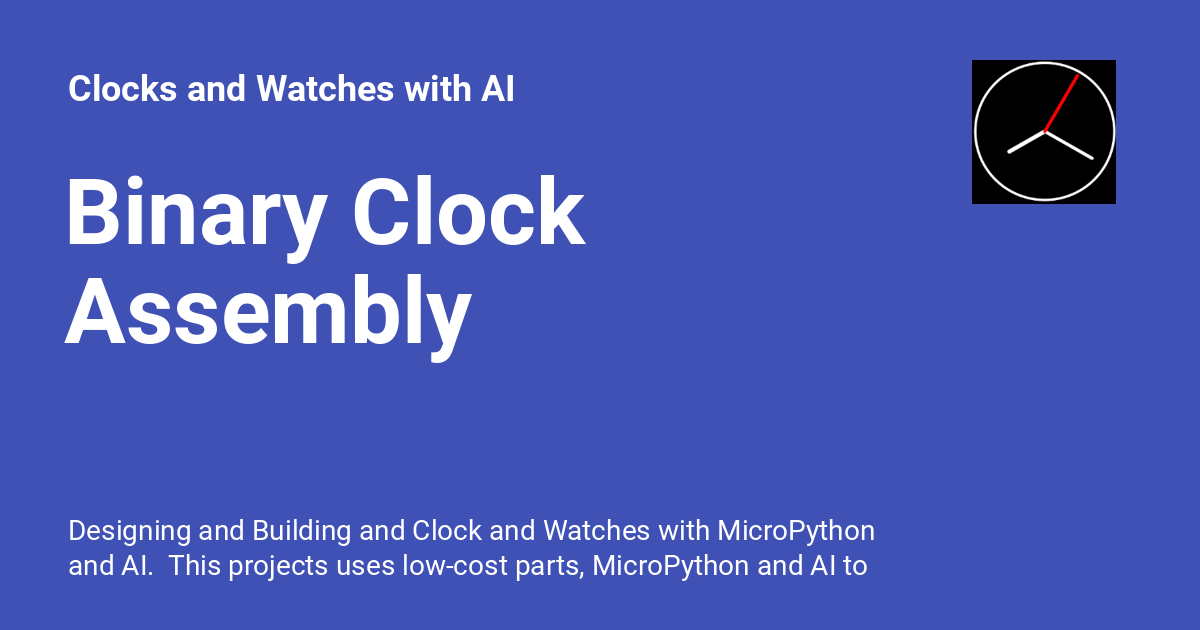 Clocks and Watches with AI
Binary Clock
Assembly
Designing and Building and Clock and Watches with MicroPython
and AI.  This projects uses low-cost parts, MicroPython and AI to